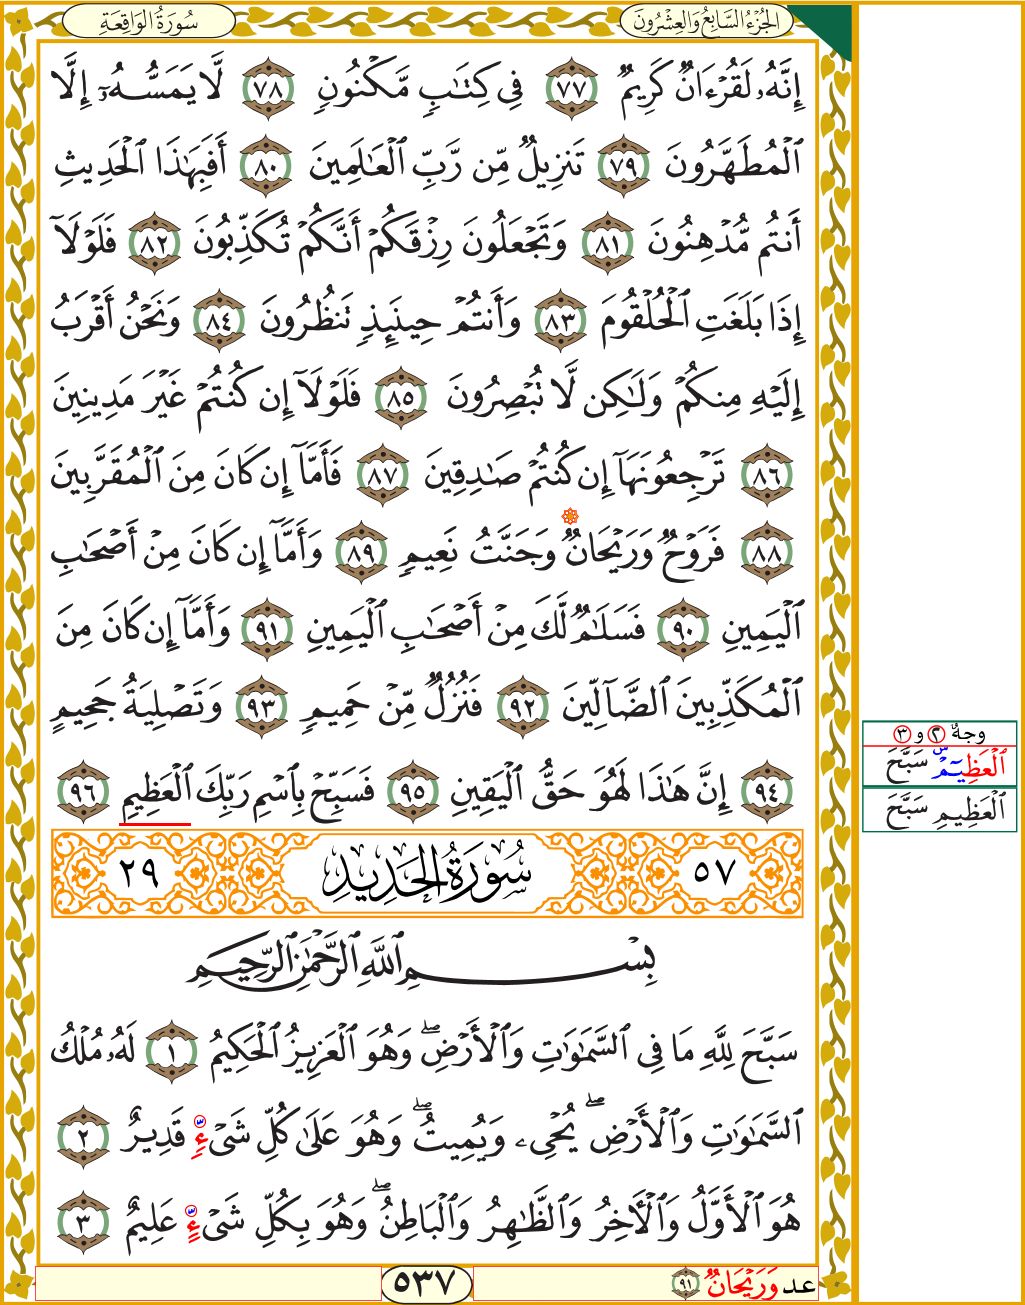 سُورَةُ الوَاقِعَةِ
الجُزْءُ السَّابِعُ وَالعِشْرُونَ
إِنَّهُۥ لَقُرْءَانٌ كَرِيمٌ ٧٧ فِى كِتَٰبٍ مَّكْنُونٍ ٧٨ لَّا يَمَسُّهُۥٓ إِلَّا
ٱلْمُطَهَّرُونَ ٧٩ تَنزِيلٌ مِّن رَّبِّ ٱلْعَٰلَمِينَ ٨٠ أَفَبِهَٰذَا ٱلْحَدِيثِ
أَنتُم مُّدْهِنُونَ ٨١ وَتَجْعَلُونَ رِزْقَكُمْ أَنَّكُمْ تُكَذِّبُونَ ٨٢ فَلَوْلَآ
إِذَا بَلَغَتِ ٱلْحُلْقُومَ ٨٣ وَأَنتُمْ حِينَئِذٍ تَنظُرُونَ ٨٤ وَنَحْنُ أَقْرَبُ
إِلَيْهِ مِنكُمْ وَلَٰكِن لَّا تُبْصِرُونَ ٨٥ فَلَوْلَآ إِن كُنتُمْ غَيْرَ مَدِينِينَ
٨٦ تَرْجِعُونَهَآ إِن كُنتُمْ صَٰدِقِينَ ٨٧ فَأَمَّآ إِن كَانَ مِنَ ٱلْمُقَرَّبِينَ
٨٨ فَرَوْحٌ وَرَيْحَانٌ وَجَنَّتُ نَعِيمٍ ٨٩ وَأَمَّآ إِن كَانَ مِنْ أَصْحَٰبِ
ٱلْيَمِينِ ٩٠ فَسَلَٰمٌ لَّكَ مِنْ أَصْحَٰبِ ٱلْيَمِينِ ٩١ وَأَمَّآ إِن كَانَ مِنَ
ٱلْمُكَذِّبِينَ ٱلضَّآلِّينَ ٩٢ فَنُزُلٌ مِّنْ حَمِيمٍ ٩٣ وَتَصْلِيَةُ جَحِيمٍ
٩٤ إِنَّ هَٰذَا لَهُوَ حَقُّ ٱلْيَقِينِ ٩٥ فَسَبِّحْ بِٱسْمِ رَبِّكَ ٱلْعَظِيمِ ٩٦
٥٧ سُورَةُ الحَدِيدِ ٢٩
بِسْمِ ٱللَّهِ ٱلرَّحْمَٰنِ ٱلرَّحِيمِ
سَبَّحَ لِلَّهِ مَا فِى ٱلسَّمَٰوَٰتِ وَٱلْأَرْضِ ۖ وَهُوَ ٱلْعَزِيزُ ٱلْحَكِيمُ ١ لَهُۥ مُلْكُ
ٱلسَّمَٰوَٰتِ وَٱلْأَرْضِ ۖ يُحْىِۦ وَيُمِيتُ ۖ وَهُوَ عَلَىٰ كُلِّ شَىْءٍ قَدِيرٌ ٢
هُوَ ٱلْأَوَّلُ وَٱلْءَاخِرُ وَٱلظَّٰهِرُ وَٱلْبَاطِنُ ۖ وَهُوَ بِكُلِّ شَىْءٍ عَلِيمٌ ٣
وجهُ ٢ و ٣
ٱلْعَظِيمْ س سَبَّحَ
ٱلْعَظِيمِ سَبَّحَ
عد وَرَيْحَانٌ ٩١
٥٣٧